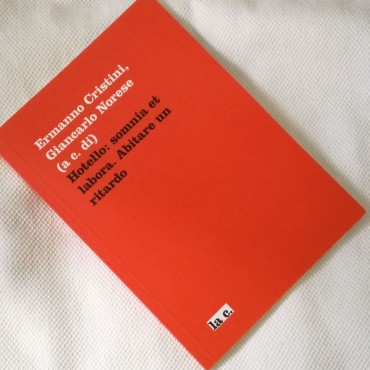 Ermanno Cristini,
Giancarlo Norese
(a c. di)
Hotello: somnia et
labora. Abitare un
ritardo
la c.